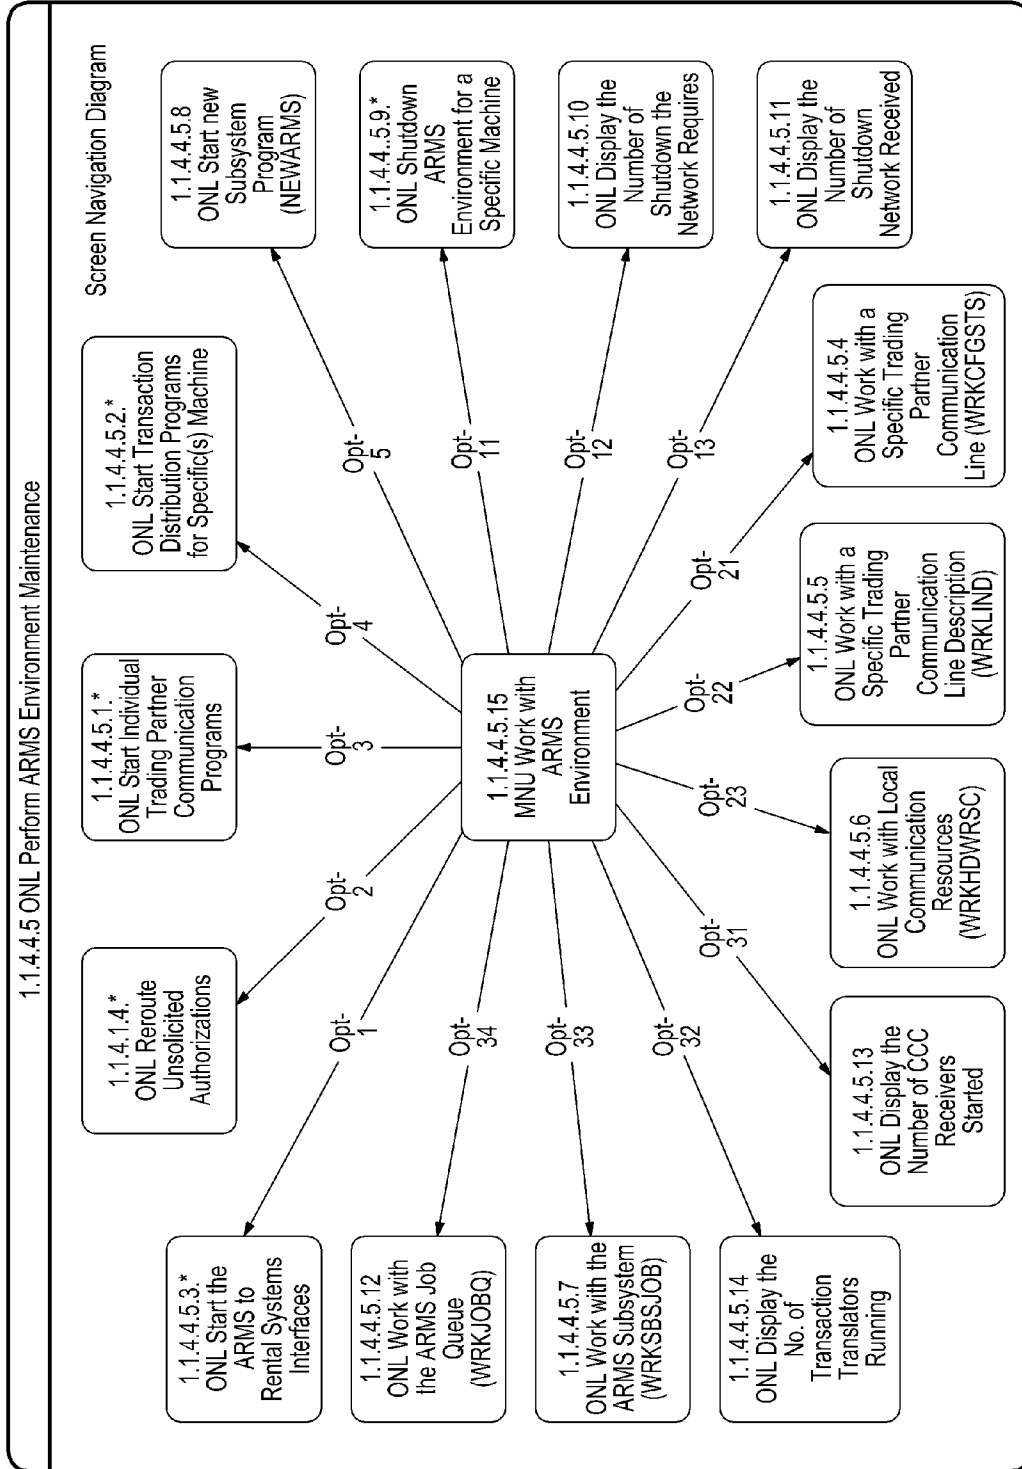 1.1.4.4.5 ONL Perform ARMS Environment Maintenance
Screen Navigation Diagram
1.1.4.4.5.3.*
ONL Start the
ARMS to
Rental Systems
Interfaces
1.1.4.1.4.*
ONL Reroute
Unsolicited
Authorizations
1.1.4.4.5.1.*
ONL Start Individual
Trading Partner
Communication
Programs
1.1.4.4.5.2.*
ONL Start Transaction
Distribution Programs
for Specific(s) Machine
1.1.4.4.5.8
ONL Start new
Subsystem
Program
(NEWARMS)
Opt-
1
Opt-
2
Opt-
3
Opt-
4
Opt-
5
1.1.4.4.5.12
ONL Work with
the ARMS Job
Queue
(WRKJOBQ)
Opt-
34
1.1.4.4.5.15
MNU Work with
ARMS
Environment
Opt-
11
1.1.4.4..5.9.*
ONL Shutdown
ARMS
Environment for a
Specific Machine
1.1.4.4.5.7
ONL Work with the
ARMS Subsystem
(WRKSBSJOB)
Opt-
33
Opt-
12
1.1.4.4.5.10
ONL Display the
Number of
Shutdown the
Network Requires
1.1.4.4.5.14
ONL Display the
No. of
Transaction
Translators
Running
Opt-
32
Opt-
31
Opt-
23
Opt-
22
Opt-
21
Opt-
13
1.1.4.4.5.11
ONL Display the
Number of
Shutdown
Network Received
1.1.4.4.5.13
ONL Display the
Number of CCC
Receivers
Started
1.1.4.4.5.6
ONL Work with Local
Communication
Resources
(WRKHDWRSC)
1.1.4.4.5.5
ONL Work with a
Specific Trading
Partner
Communication
Line Description
(WRKLIND)
1.1.4.4.5.4
ONL Work with a
Specific Trading
Partner
Communication
Line (WRKCFGSTS)